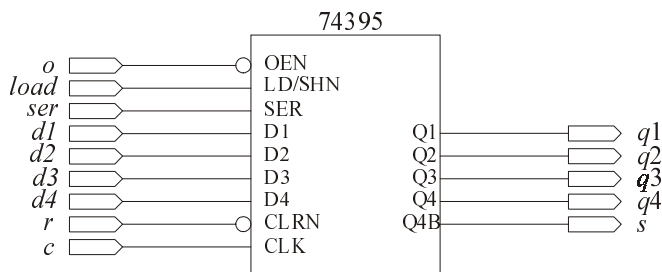 74395
o OEN
load LD/SHN
ser SER
d1 D1 Q1 q1
d2 D2 Q2 q2
d3 D3 Q3 q3
d4 D4 Q4 q4
r CLRN Q4B s
c CLK